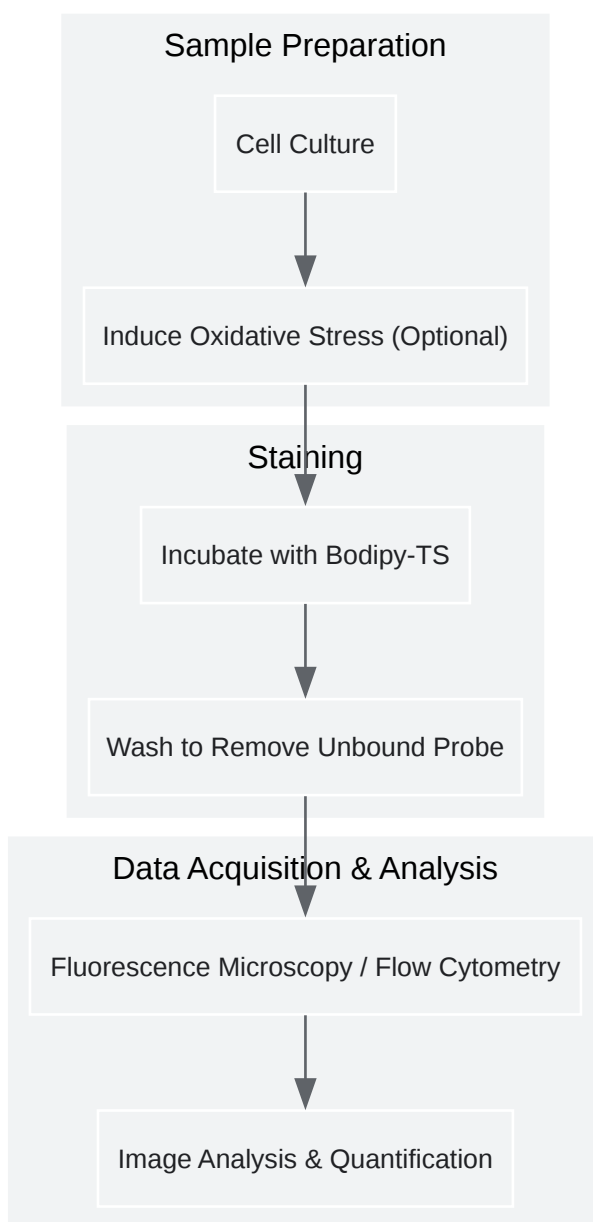 Sample Preparation
Cell Culture
Induce Oxidative Stress (Optional)
Staining
Incubate with Bodipy-TS
Wash to Remove Unbound Probe
Data Acquisition & Analysis
Fluorescence Microscopy / Flow Cytometry
Image Analysis & Quantification